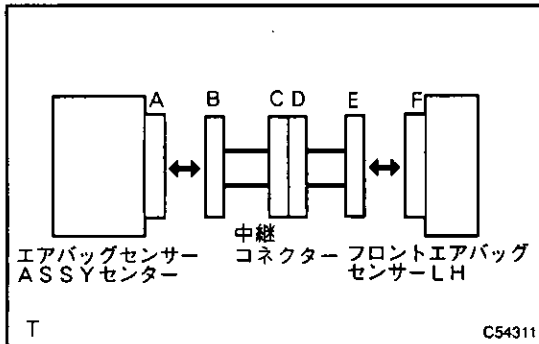 A B C D E F
中継
コネクター
エアバッグセンサー
ASSYセンター
フロントエアバッグ
センサーLH
T
C54311